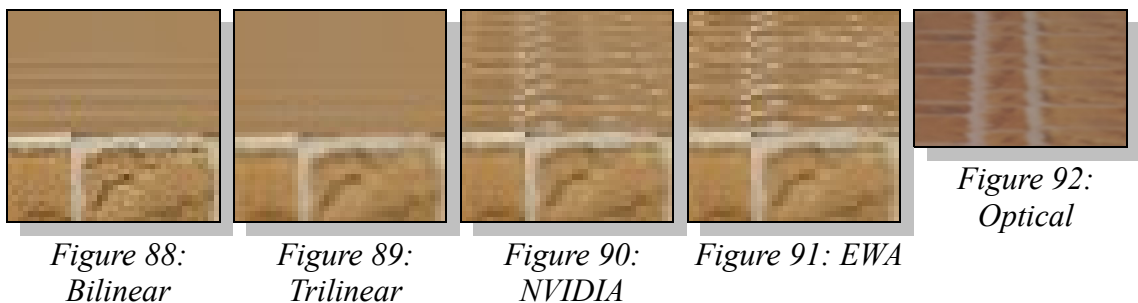 Figure 88:
Bilinear
Figure 89:
Trilinear
Figure 90:
NVIDIA
Figure 91: EWA
Figure 92:
Optical